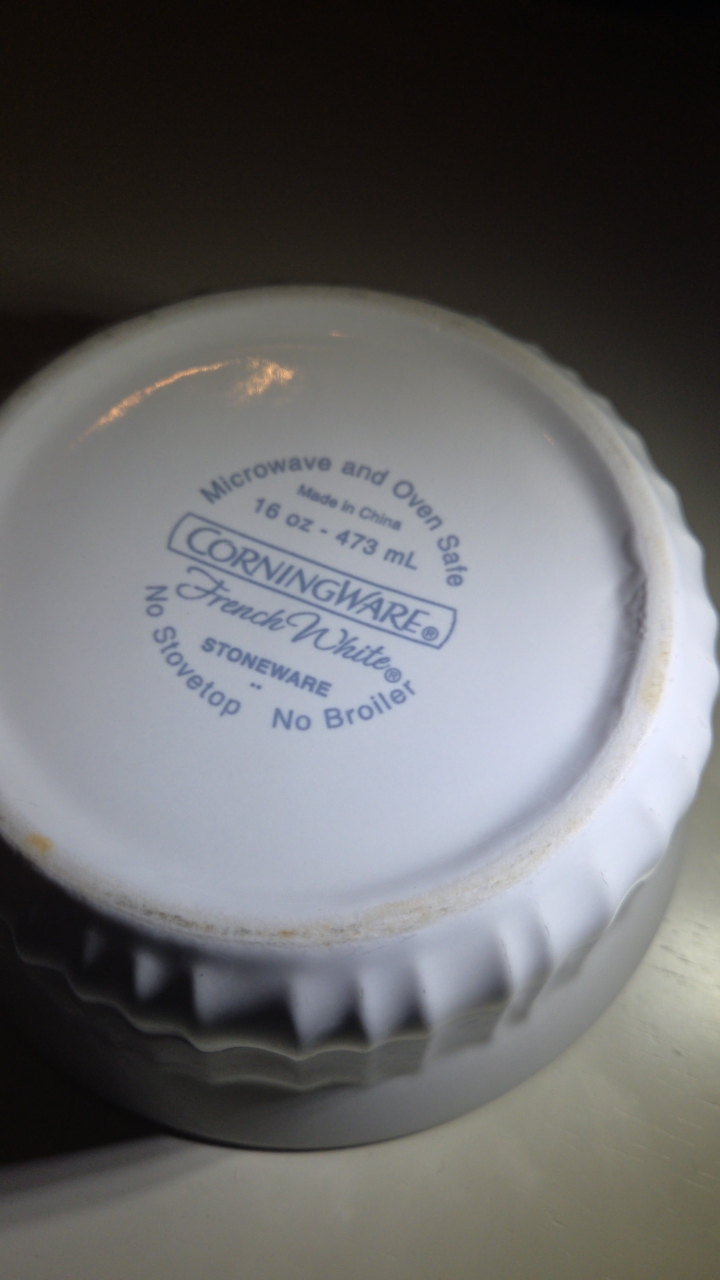 Microwave and Oven Safe
Made in China
16 oz - 473 mL
CORNINGWARE®
French White®
STONEWARE
No Stovetop No Broiler